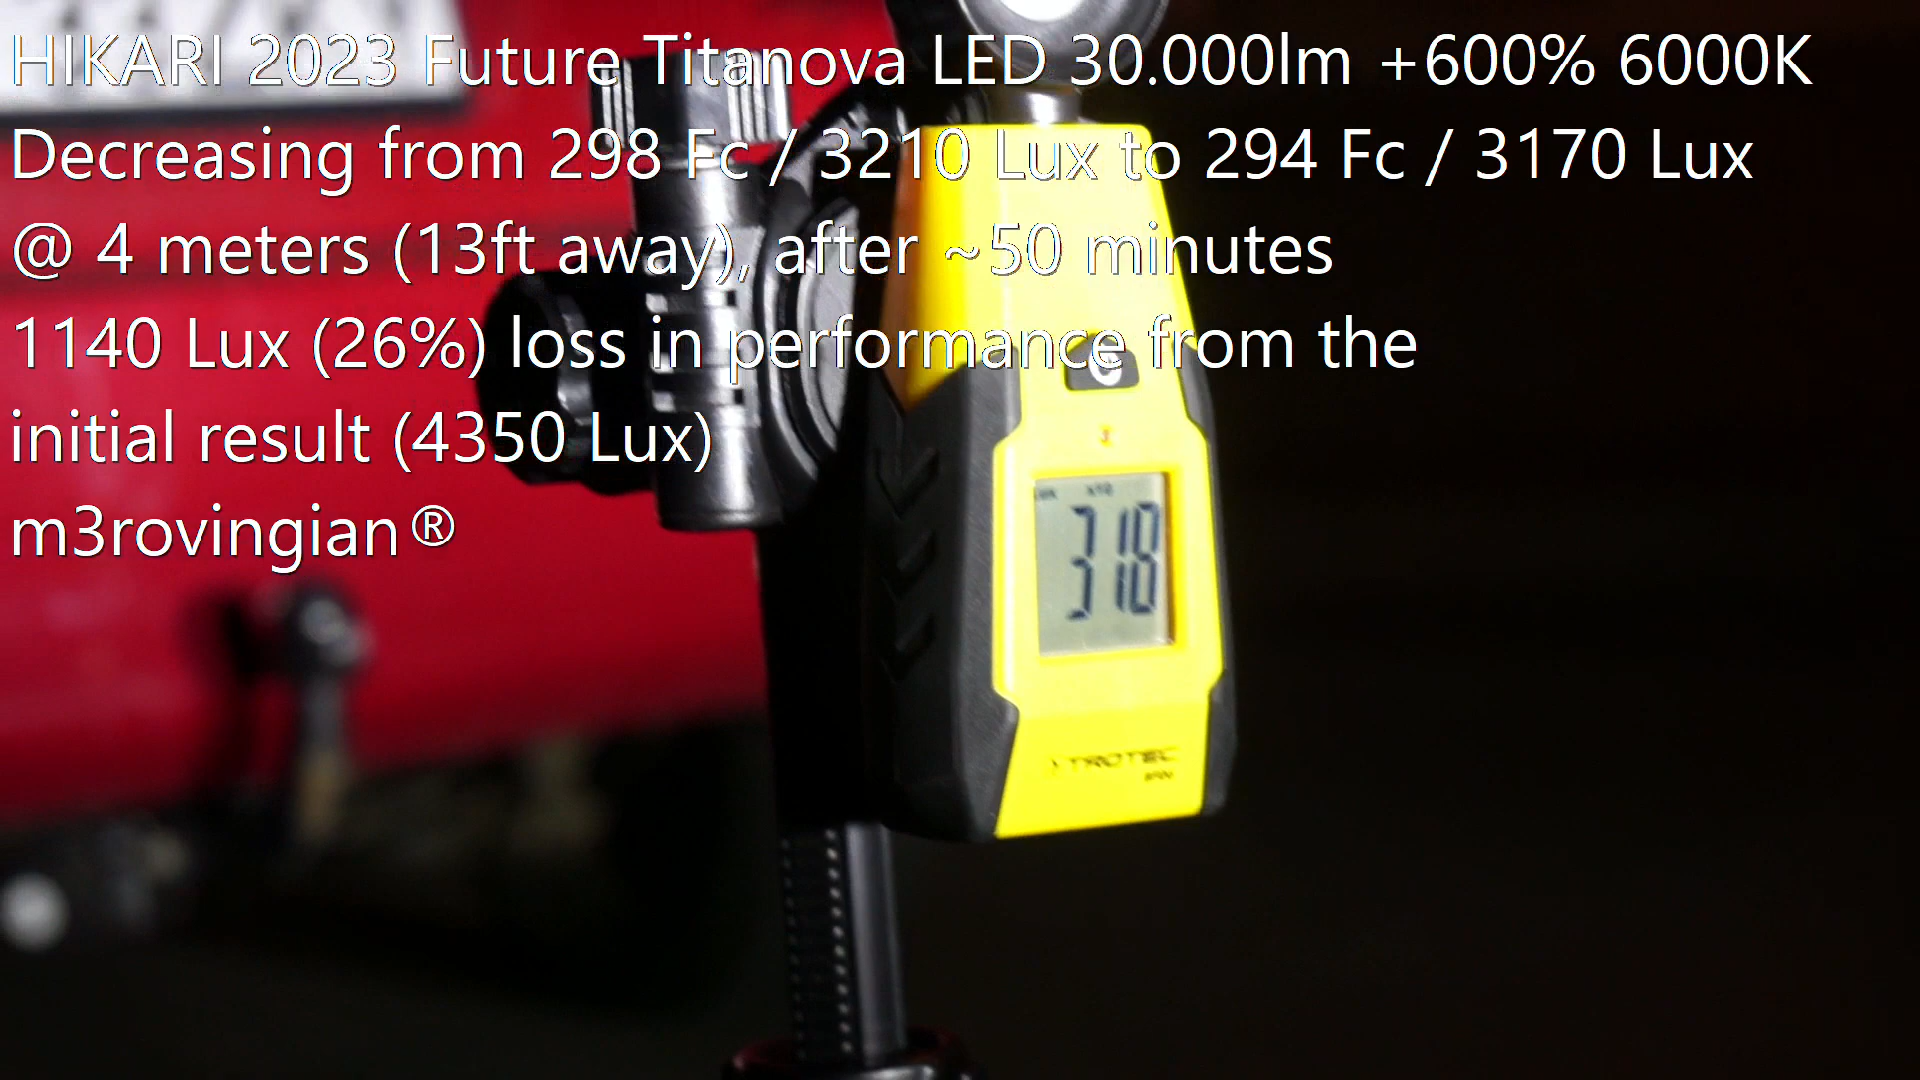 HIKARI 2023 Future Titanova LED 30.000lm +600% 6000K
Decreasing from 298 Fc / 3210 Lux to 294 Fc / 3170 Lux
@ 4 meters (13ft away), after ~50 minutes
1140 Lux (26%) loss in performance from the
initial result (4350 Lux)
m3rovingian®
318
TROTEC